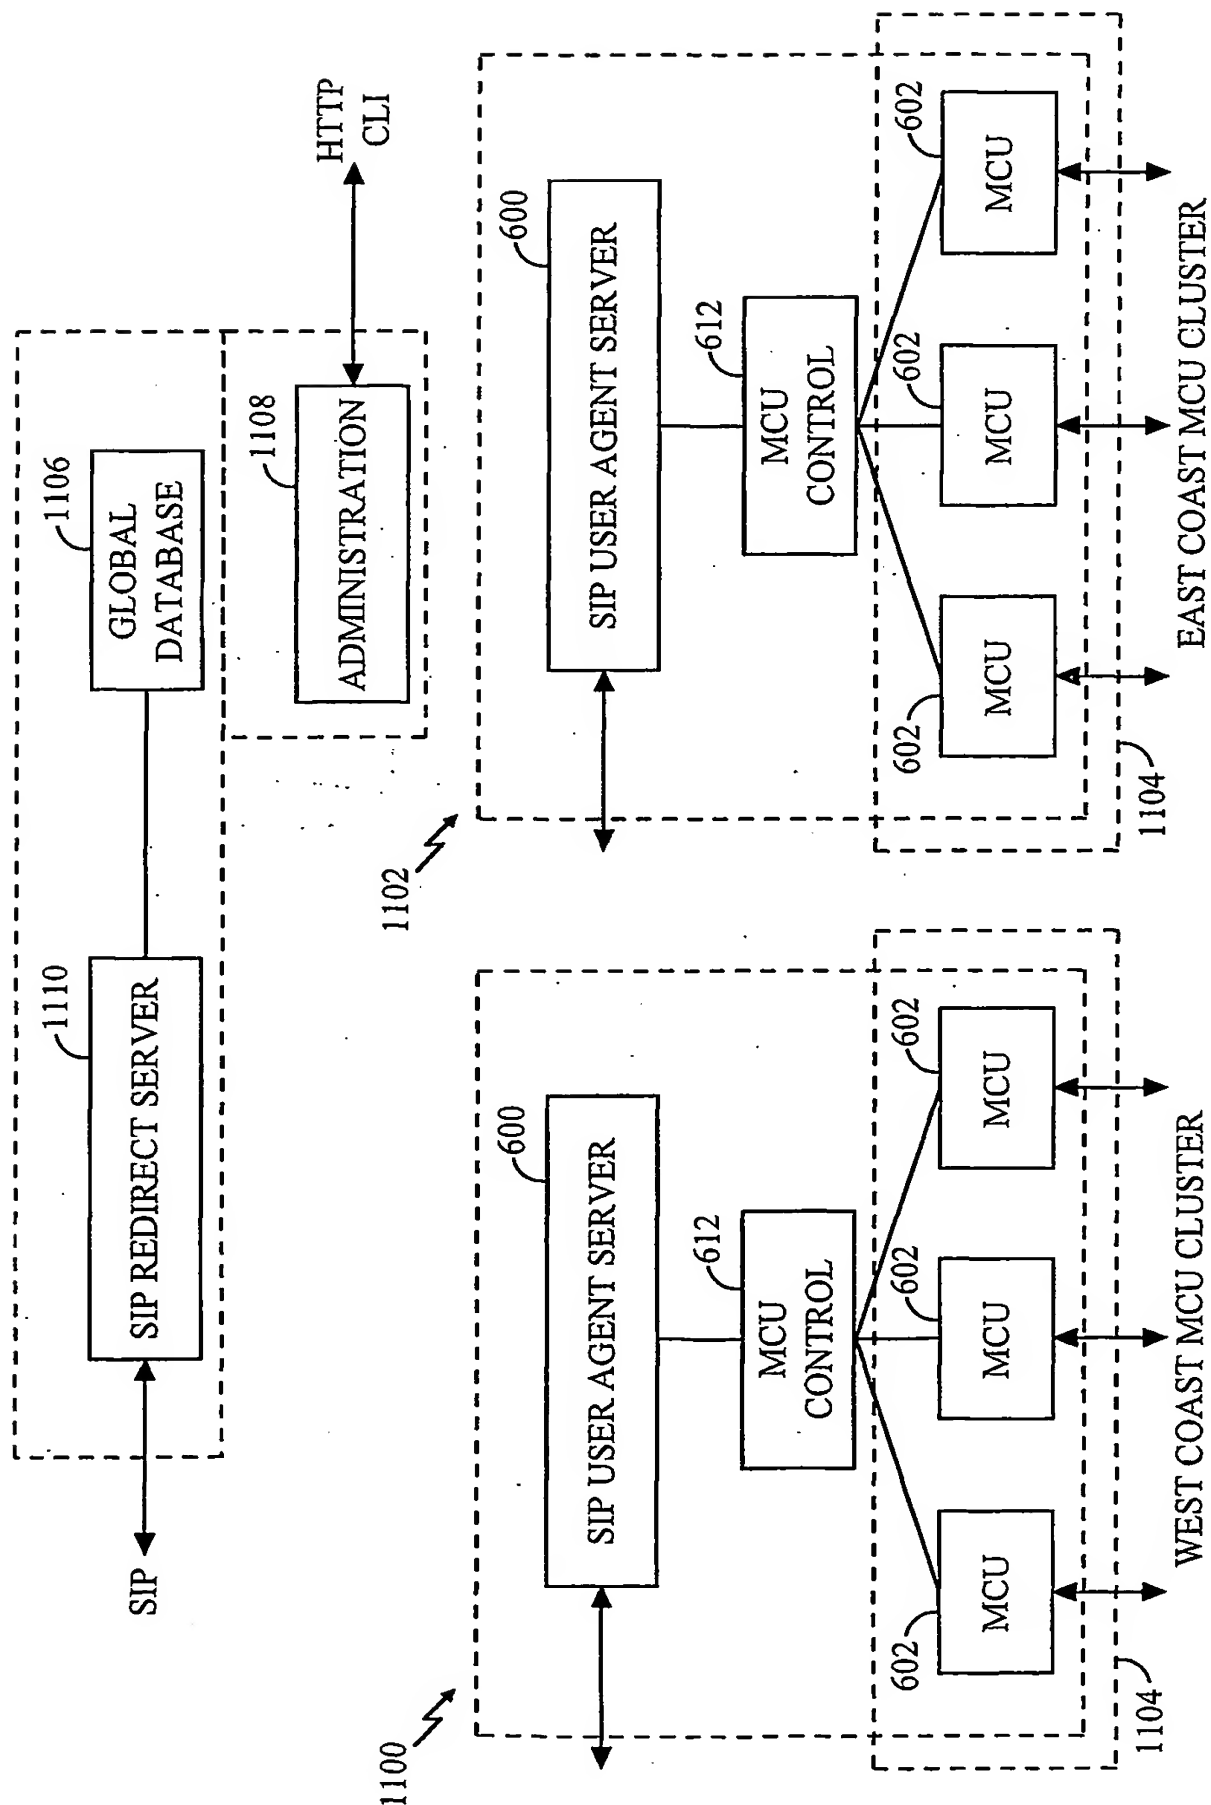 SIP
1110
SIP REDIRECT SERVER
1106
GLOBAL
DATABASE
1108
ADMINISTRATION
HTTP
CLI
1100
600
SIP USER AGENT SERVER
612
MCU
CONTROL
602
MCU
602
MCU
602
MCU
1104
WEST COAST MCU CLUSTER
1102
600
SIP USER AGENT SERVER
612
MCU
CONTROL
602
MCU
602
MCU
602
MCU
1104
EAST COAST MCU CLUSTER